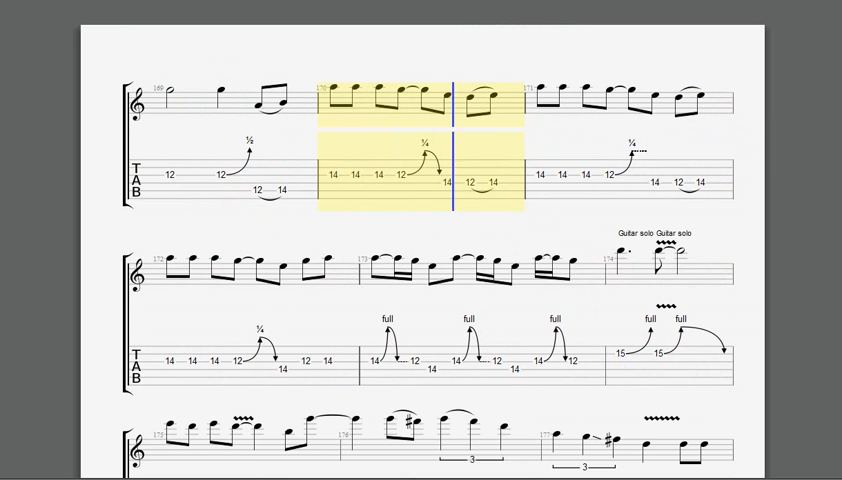 169 170 171
½ ¼ ¼
T A B 12 12 12 14 14 14 14 12 14 12 14 14 14 14 12 14 12 14
Guitar solo Guitar solo
172 173 174
¼ full full full full full
T A B 14 14 14 12 14 12 14 14 12 14 14 12 14 14 12 15 15
175 176 177
3 3